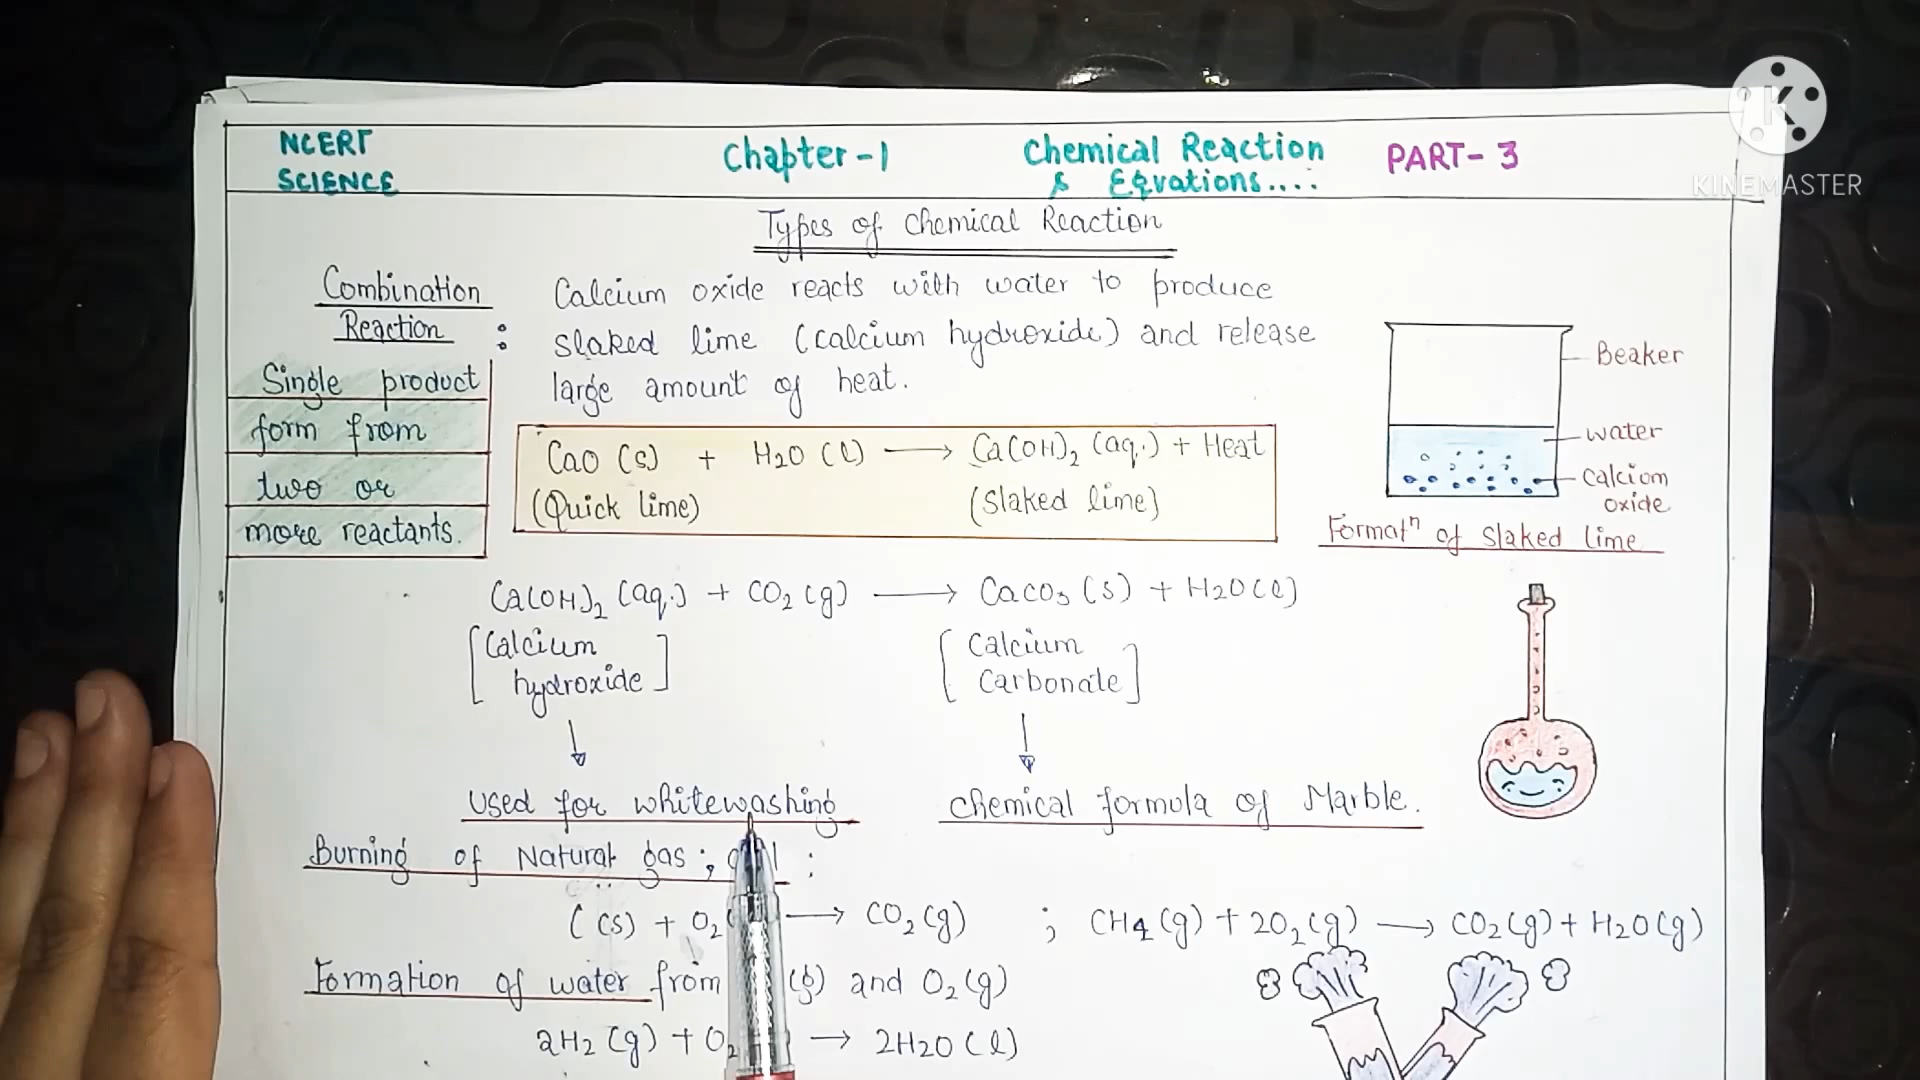 NCERT SCIENCE
Chapter-1
Chemical Reaction & Equations....
PART-3
KINEMASTER
Types of Chemical Reaction
Combination Reaction :
Single product
form from
two or
more reactants.
Calcium oxide reacts with water to produce
slaked lime (calcium hydroxide) and release
large amount of heat.
CaO (s) + H2O (l) → Ca(OH)2 (aq.) + Heat
(Quick lime) (Slaked lime)
Beaker
water
Calcium oxide
Formatⁿ of Slaked lime
Ca(OH)2 (aq.) + CO2 (g) → CaCO3 (s) + H2O(l)
[Calcium hydroxide]
[Calcium Carbonate]
Used for whitewashing
Chemical formula of Marble.
Burning of Natural gas ; :
C(s) + O2 → CO2(g) ; CH4(g) + 2O2(g) → CO2(g) + H2O(g)
Formation of water from (g) and O2(g)
2H2(g) + O2 → 2H2O(l)